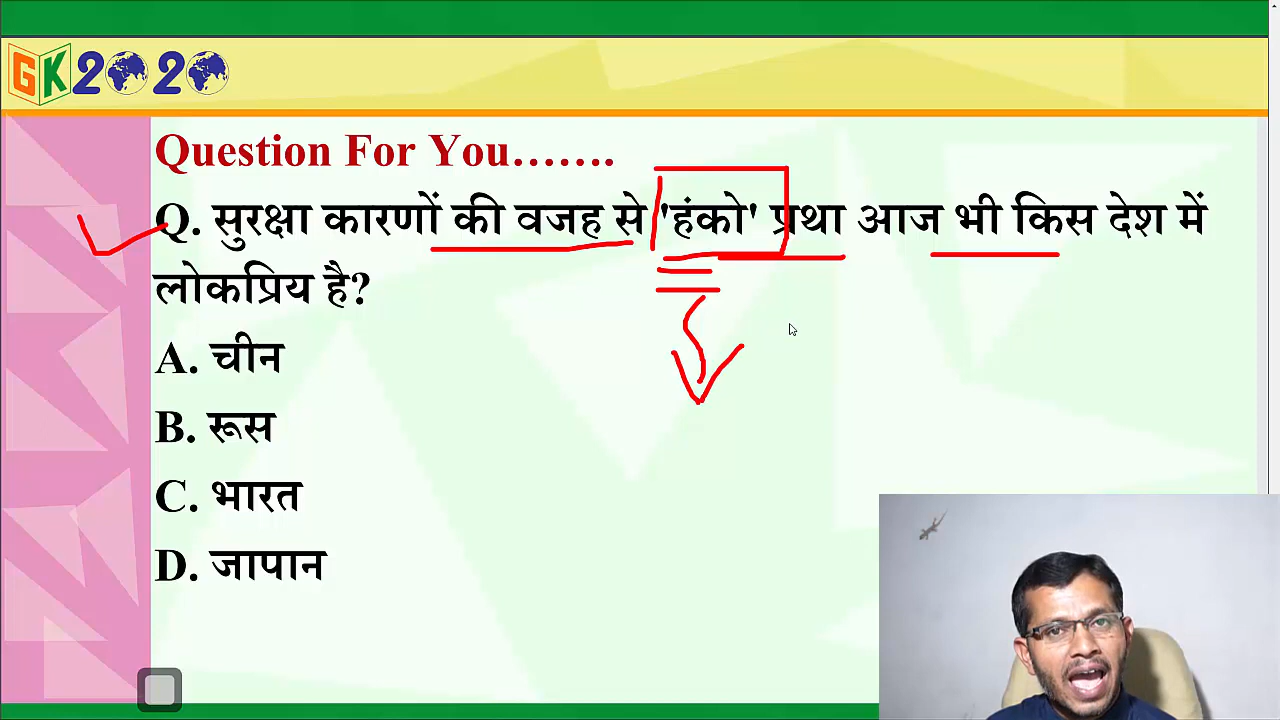 GK2020
Question For You…….
Q. सुरक्षा कारणों की वजह से 'हंको' प्रथा आज भी किस देश में
लोकप्रिय है?
A. चीन
B. रूस
C. भारत
D. जापान